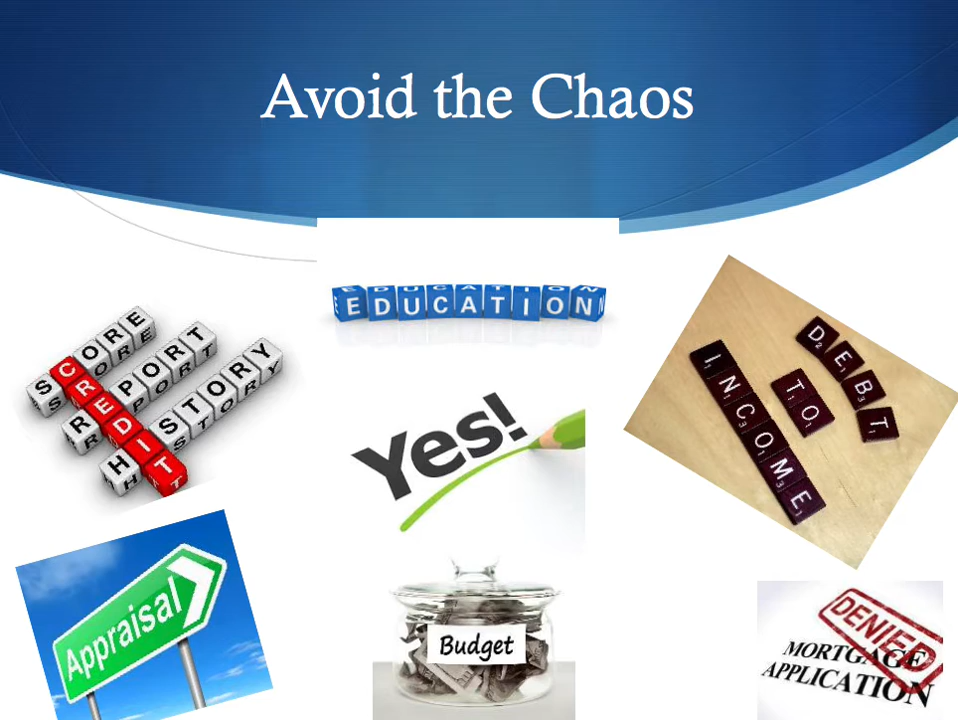 Avoid the Chaos
EDUCATION
SCORE
REPORT
HISTORY
CREDIT
Yes!
DEBT
TO
INCOME
Appraisal
Budget
DENIED
MORTGAGE
APPLICATION